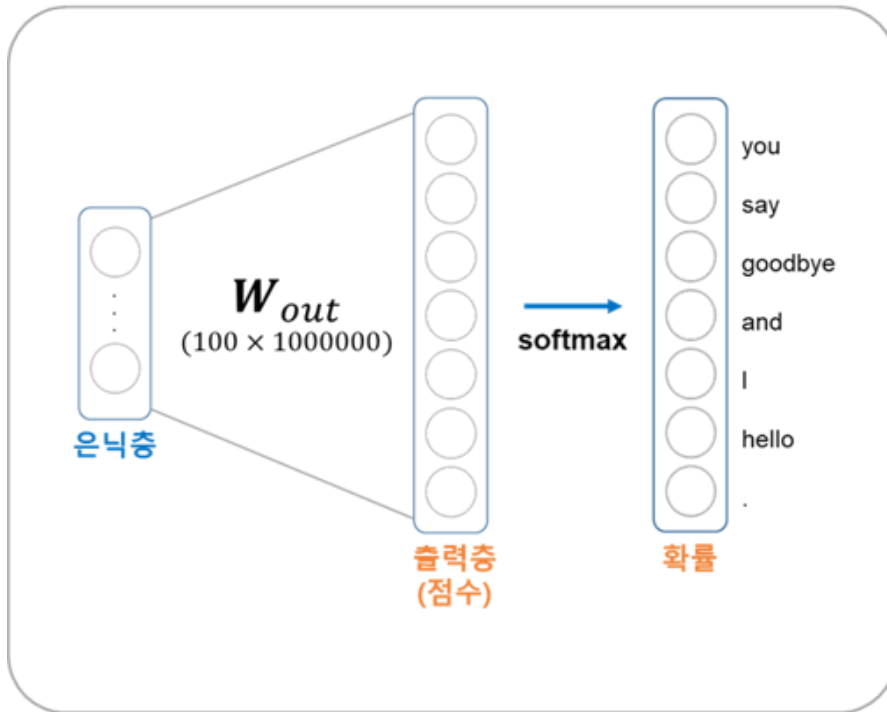 you
say
goodbye
W_out
(100 × 1000000)
and
softmax
I
은닉층
hello
.
출력층
(점수)
확률